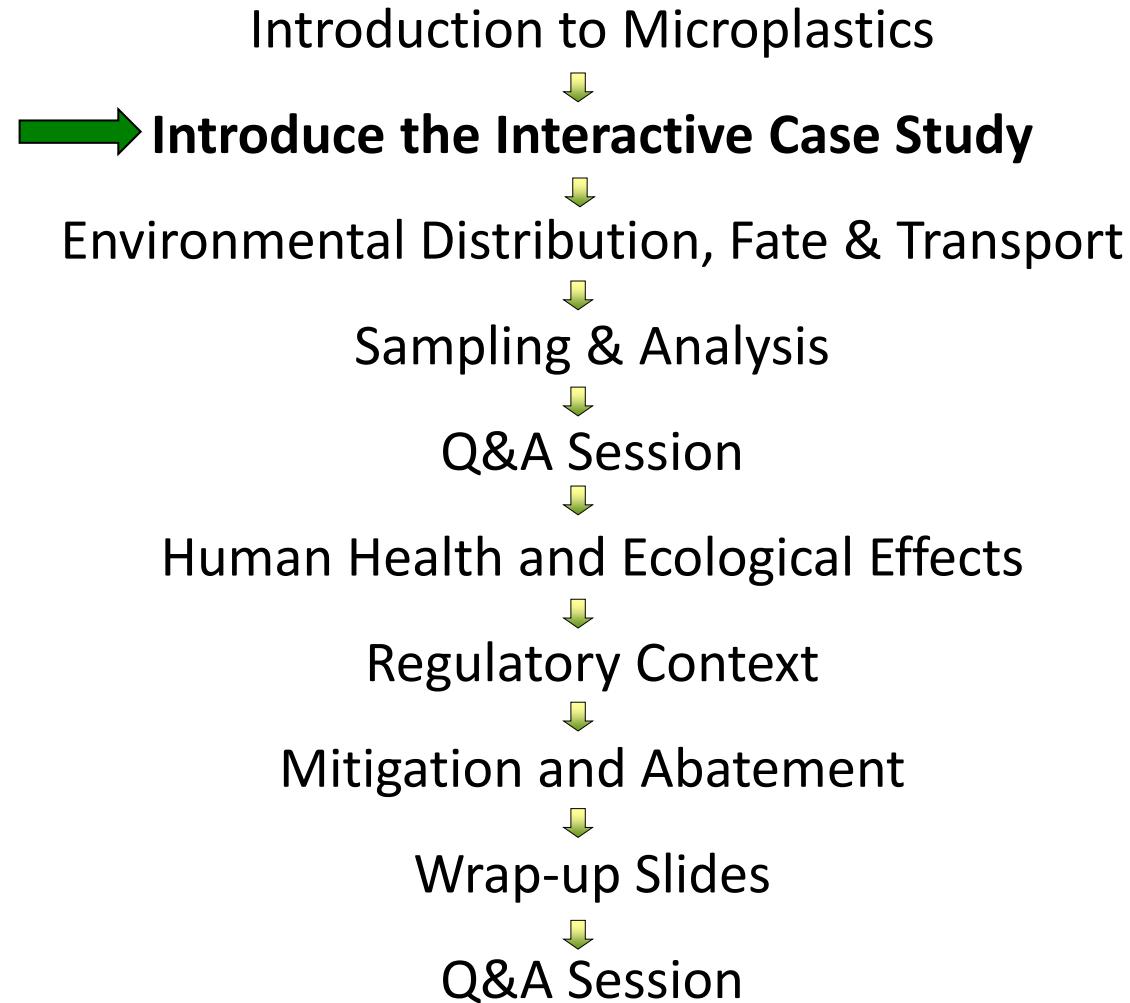 Introduction to Microplastics
Introduce the Interactive Case Study
Environmental Distribution, Fate & Transport
Sampling & Analysis
Q&A Session
Human Health and Ecological Effects
Regulatory Context
Mitigation and Abatement
Wrap-up Slides
Q&A Session